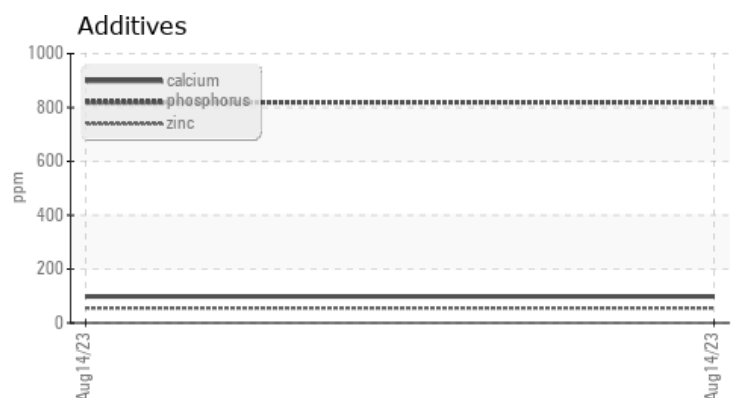 Additives
1000
800
600
400
200
0
ppm
calcium
phosphorus
zinc
Aug14/23
Aug14/23